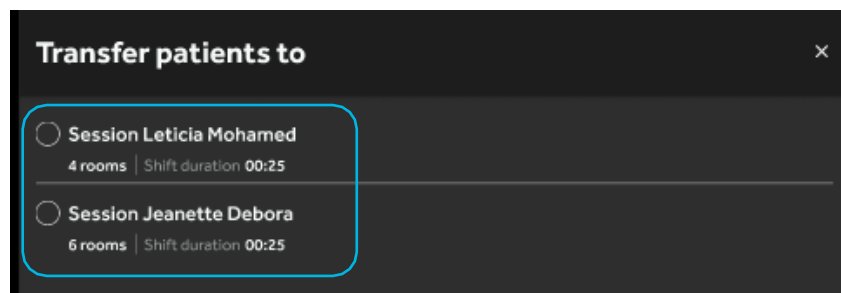 Transfer patients to ×
Session Leticia Mohamed
4 rooms | Shift duration 00:25
Session Jeanette Debora
6 rooms | Shift duration 00:25